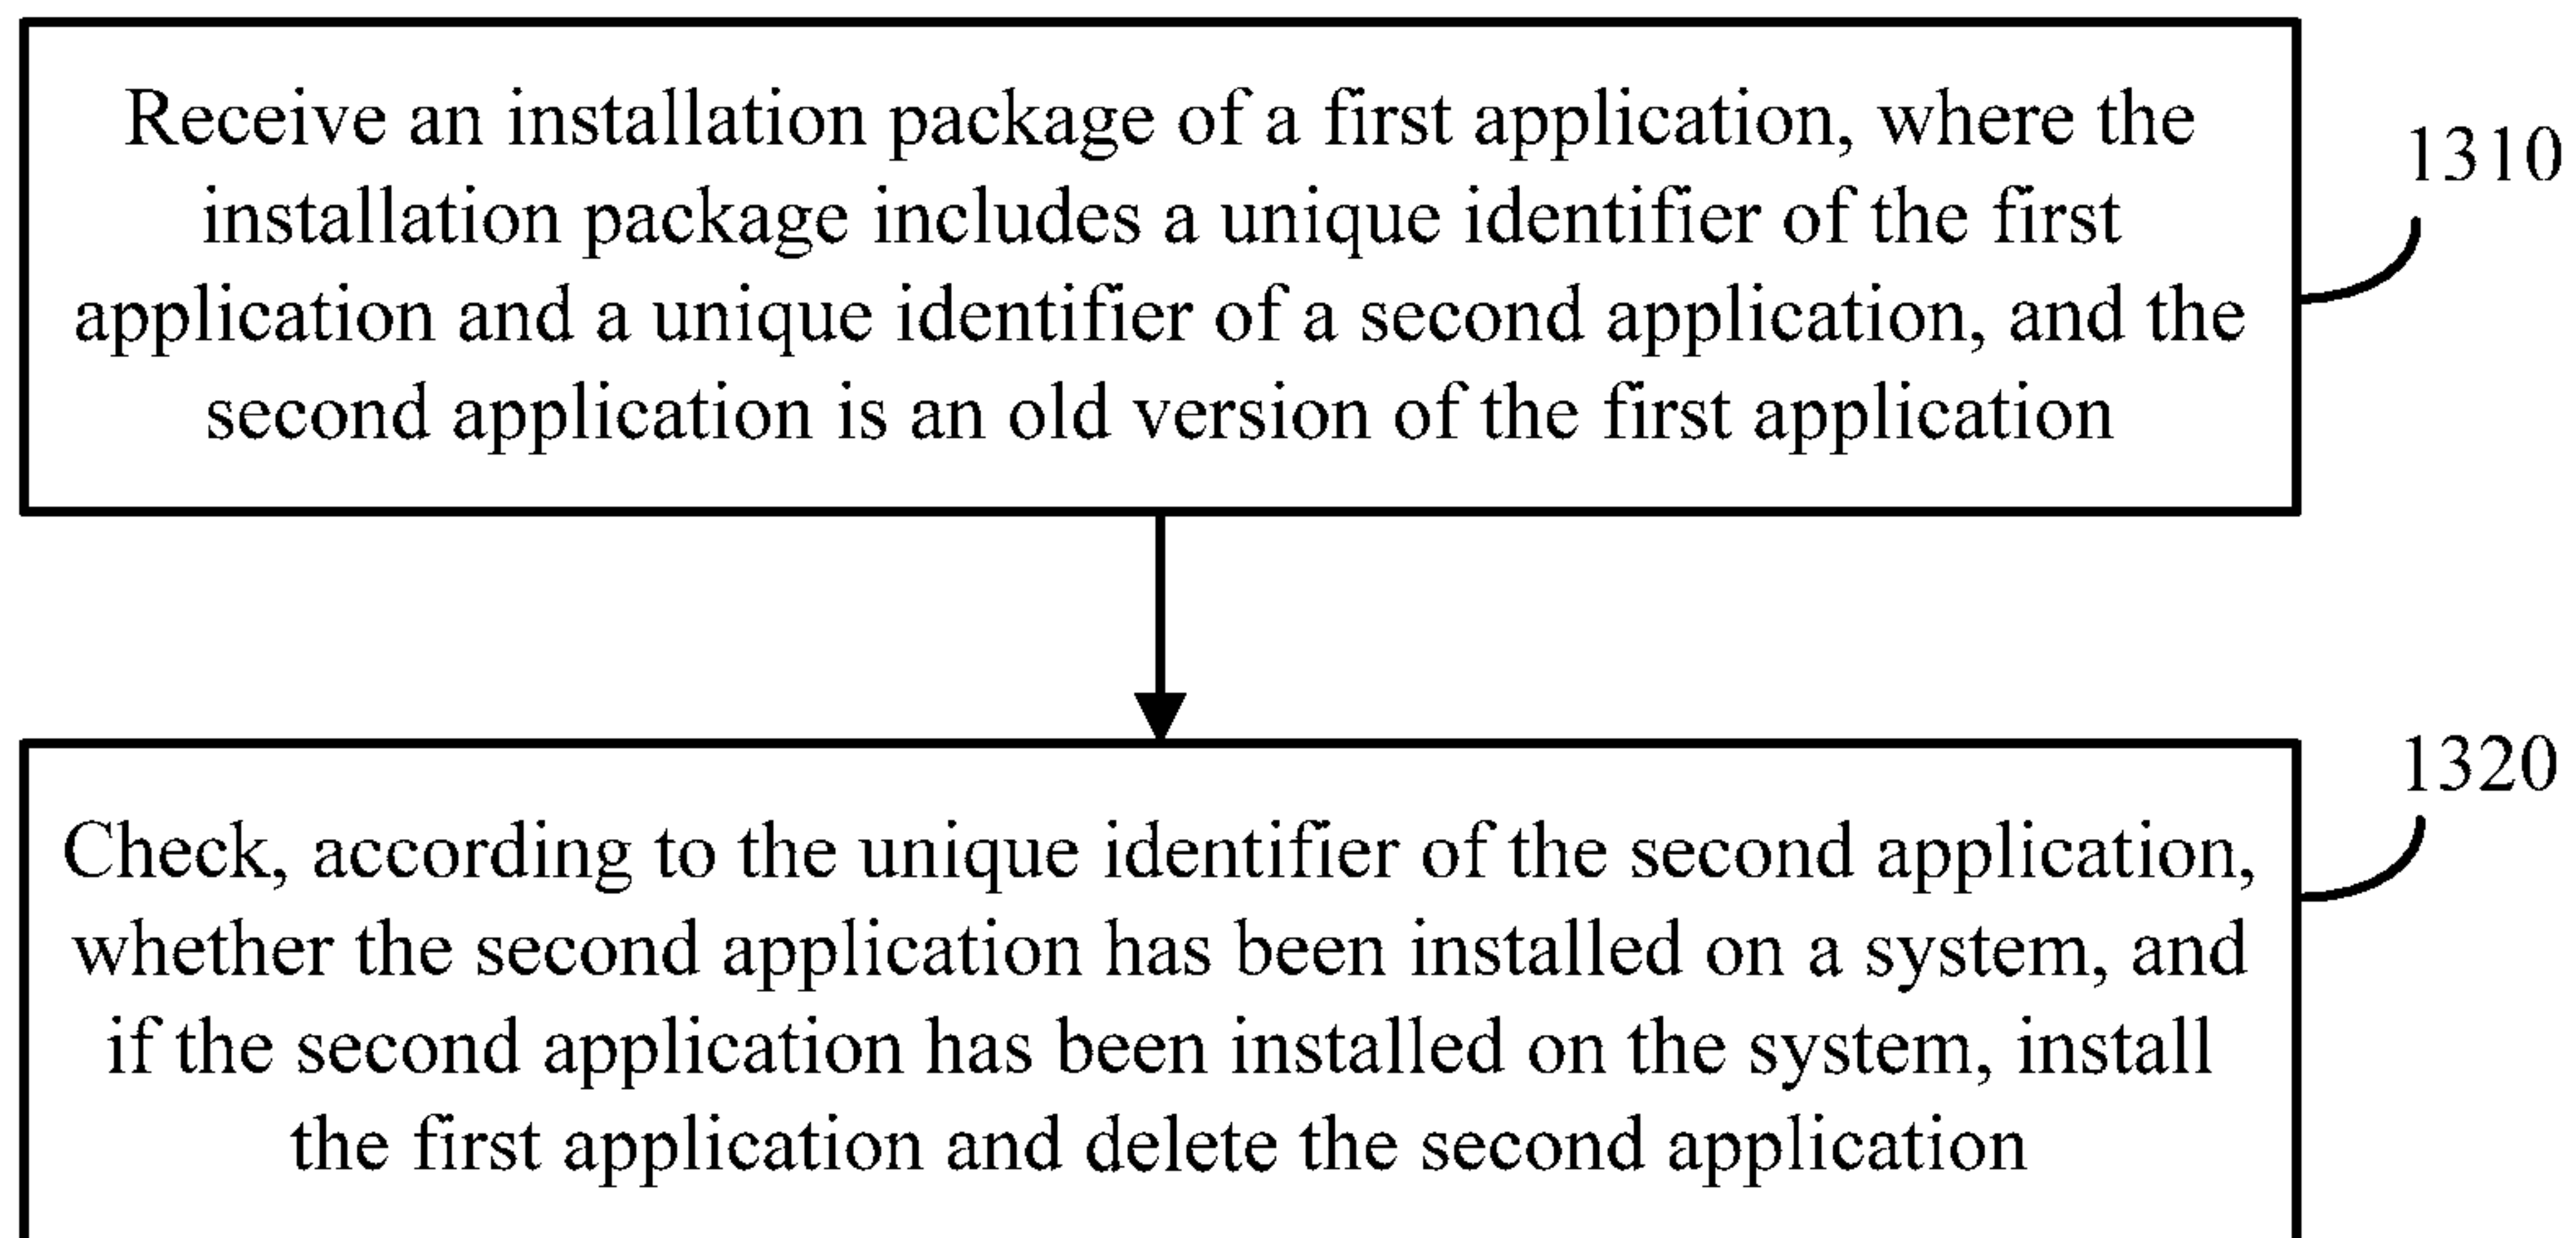 Receive an installation package of a first application, where the
installation package includes a unique identifier of the first
application and a unique identifier of a second application, and the
second application is an old version of the first application
1310
Check, according to the unique identifier of the second application,
whether the second application has been installed on a system, and
if the second application has been installed on the system, install
the first application and delete the second application
1320